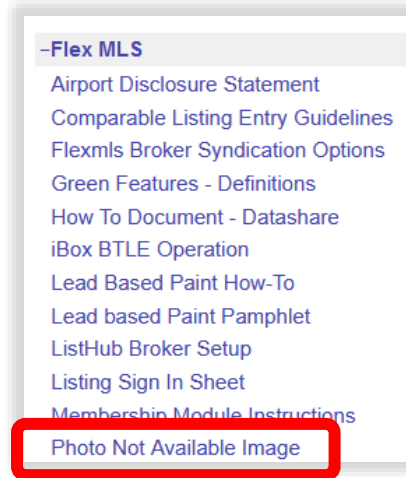 −Flex MLS
Airport Disclosure Statement
Comparable Listing Entry Guidelines
Flexmls Broker Syndication Options
Green Features - Definitions
How To Document - Datashare
iBox BTLE Operation
Lead Based Paint How-To
Lead based Paint Pamphlet
ListHub Broker Setup
Listing Sign In Sheet
Membership Module Instructions
Photo Not Available Image